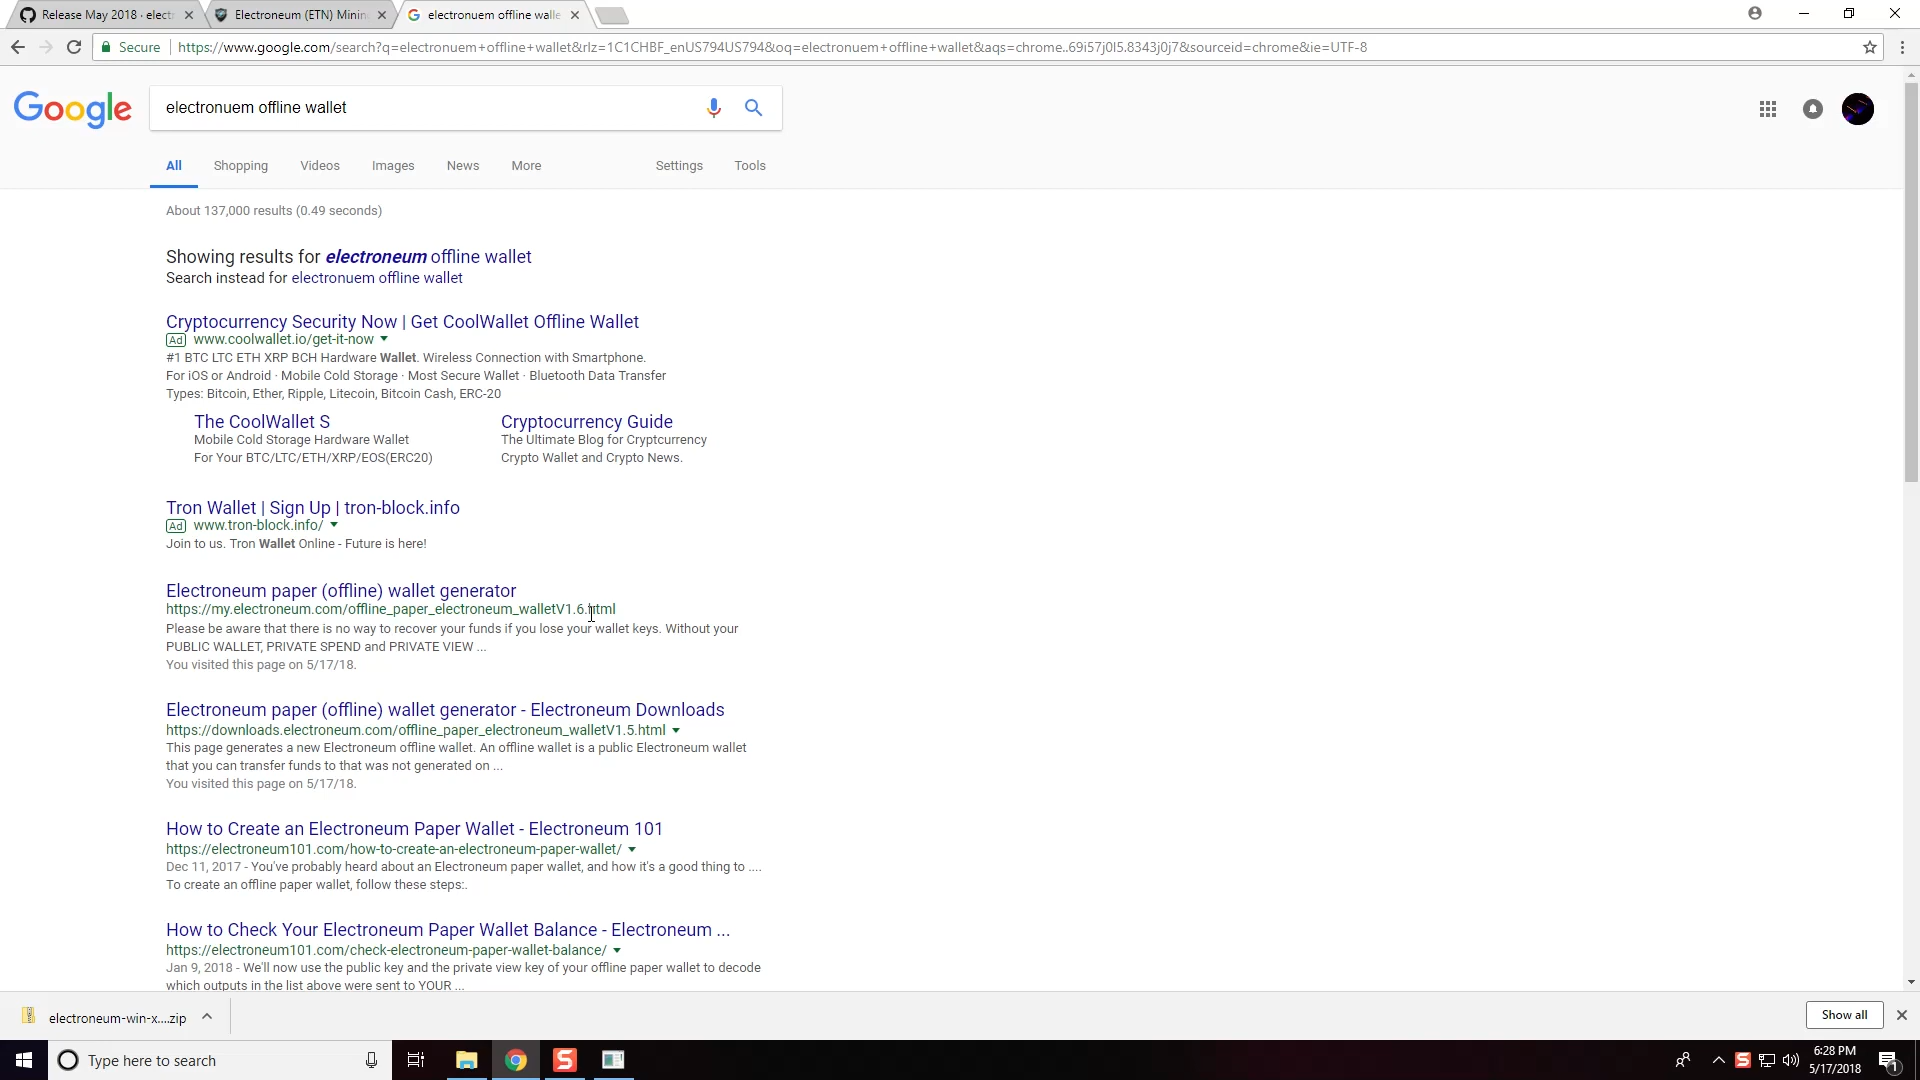 Release May 2018 · electr
Electroneum (ETN) Minin
electronuem offline walle
Secure
https://www.google.com/search?q=electronuem+offline+wallet&rlz=1C1CHBF_enUS794US794&oq=electronuem+offline+wallet&aqs=chrome..69i57j0l5.8343j0j7&sourceid=chrome&ie=UTF-8
Google
electronuem offline wallet
All
Shopping
Videos
Images
News
More
Settings
Tools
About 137,000 results (0.49 seconds)
Showing results for electroneum offline wallet
Search instead for electronuem offline wallet
Cryptocurrency Security Now | Get CoolWallet Offline Wallet
Ad www.coolwallet.io/get-it-now
#1 BTC LTC ETH XRP BCH Hardware Wallet. Wireless Connection with Smartphone.
For iOS or Android · Mobile Cold Storage · Most Secure Wallet · Bluetooth Data Transfer
Types: Bitcoin, Ether, Ripple, Litecoin, Bitcoin Cash, ERC-20
The CoolWallet S
Mobile Cold Storage Hardware Wallet
For Your BTC/LTC/ETH/XRP/EOS(ERC20)
Cryptocurrency Guide
The Ultimate Blog for Cryptcurrency
Crypto Wallet and Crypto News.
Tron Wallet | Sign Up | tron-block.info
Ad www.tron-block.info/
Join to us. Tron Wallet Online - Future is here!
Electroneum paper (offline) wallet generator
https://my.electroneum.com/offline_paper_electroneum_walletV1.6.html
Please be aware that there is no way to recover your funds if you lose your wallet keys. Without your
PUBLIC WALLET, PRIVATE SPEND and PRIVATE VIEW ...
You visited this page on 5/17/18.
Electroneum paper (offline) wallet generator - Electroneum Downloads
https://downloads.electroneum.com/offline_paper_electroneum_walletV1.5.html
This page generates a new Electroneum offline wallet. An offline wallet is a public Electroneum wallet
that you can transfer funds to that was not generated on ...
You visited this page on 5/17/18.
How to Create an Electroneum Paper Wallet - Electroneum 101
https://electroneum101.com/how-to-create-an-electroneum-paper-wallet/
Dec 11, 2017 - You've probably heard about an Electroneum paper wallet, and how it's a good thing to ....
To create an offline paper wallet, follow these steps:.
How to Check Your Electroneum Paper Wallet Balance - Electroneum ...
https://electroneum101.com/check-electroneum-paper-wallet-balance/
Jan 9, 2018 - We'll now use the public key and the private view key of your offline paper wallet to decode
which outputs in the list above were sent to YOUR ...
electroneum-win-x....zip
Show all
Type here to search
6:28 PM
5/17/2018
1